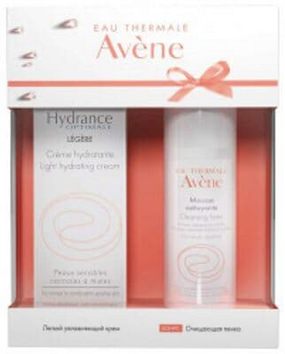 EAU THERMALE
Avène
Hydrance
OPTIMALE
LÉGÈRE
Crème hydratante
Light hydrating cream
Peaux sensibles
normales à mixtes
EAU THERMALE
Avène
Mousse
nettoyante
Cleansing foam
Легкий увлажняющий крем
Очищающая пенка